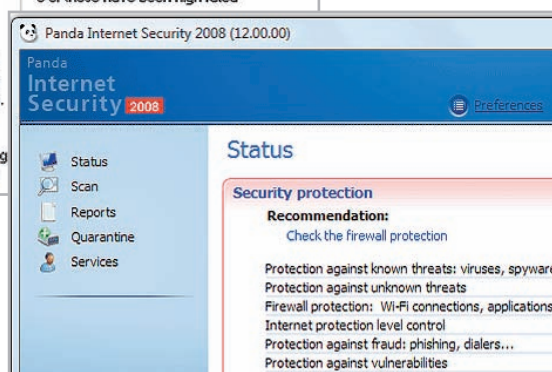 Panda Internet Security 2008 (12.00.00)
Panda
Internet
Security 2008
Preferences
Status
Scan
Reports
Quarantine
Services
Status
Security protection
Recommendation:
Check the firewall protection
Protection against known threats: viruses, spyware
Protection against unknown threats
Firewall protection: Wi-Fi connections, applications
Internet protection level control
Protection against fraud: phishing, dialers...
Protection against vulnerabilities